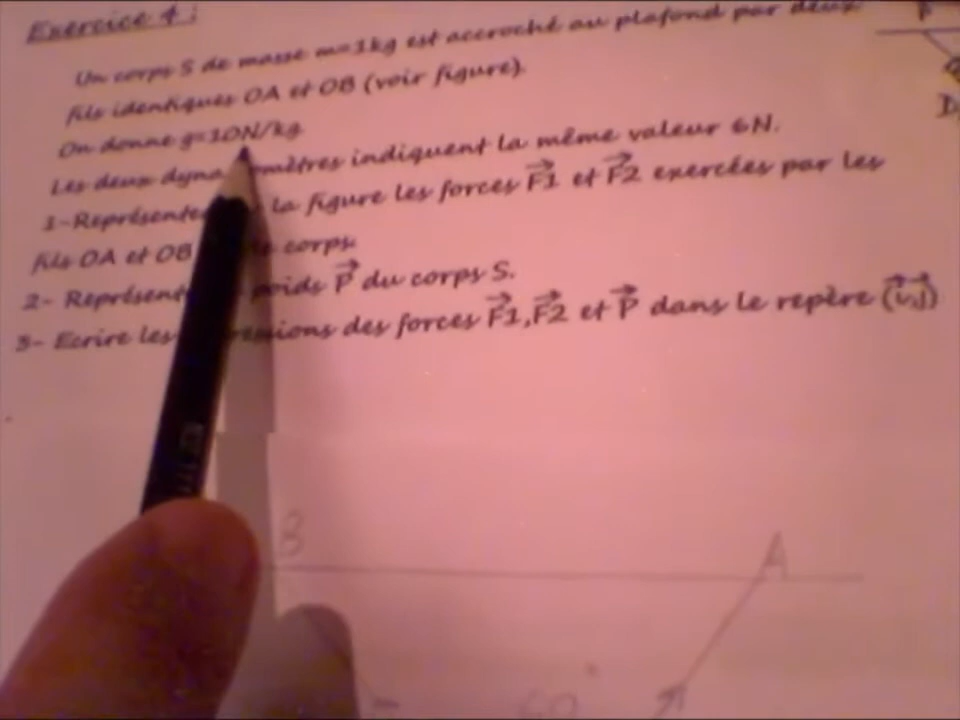 Exercice 4 :
Un corps S de masse m=1kg est accroché au plafond par deux
fils identiques OA et OB (voir figure).
On donne g=10N/kg
Les deux dyna mètres indiquent la même valeur 6N.
1-Représente la figure les forces F1 et F2 exercées par les
fils OA et OB corps.
2- Représent poids P du corps S.
3- Ecrire les expressions des forces F1,F2 et P dans le repère (i,j)
B
A
60°